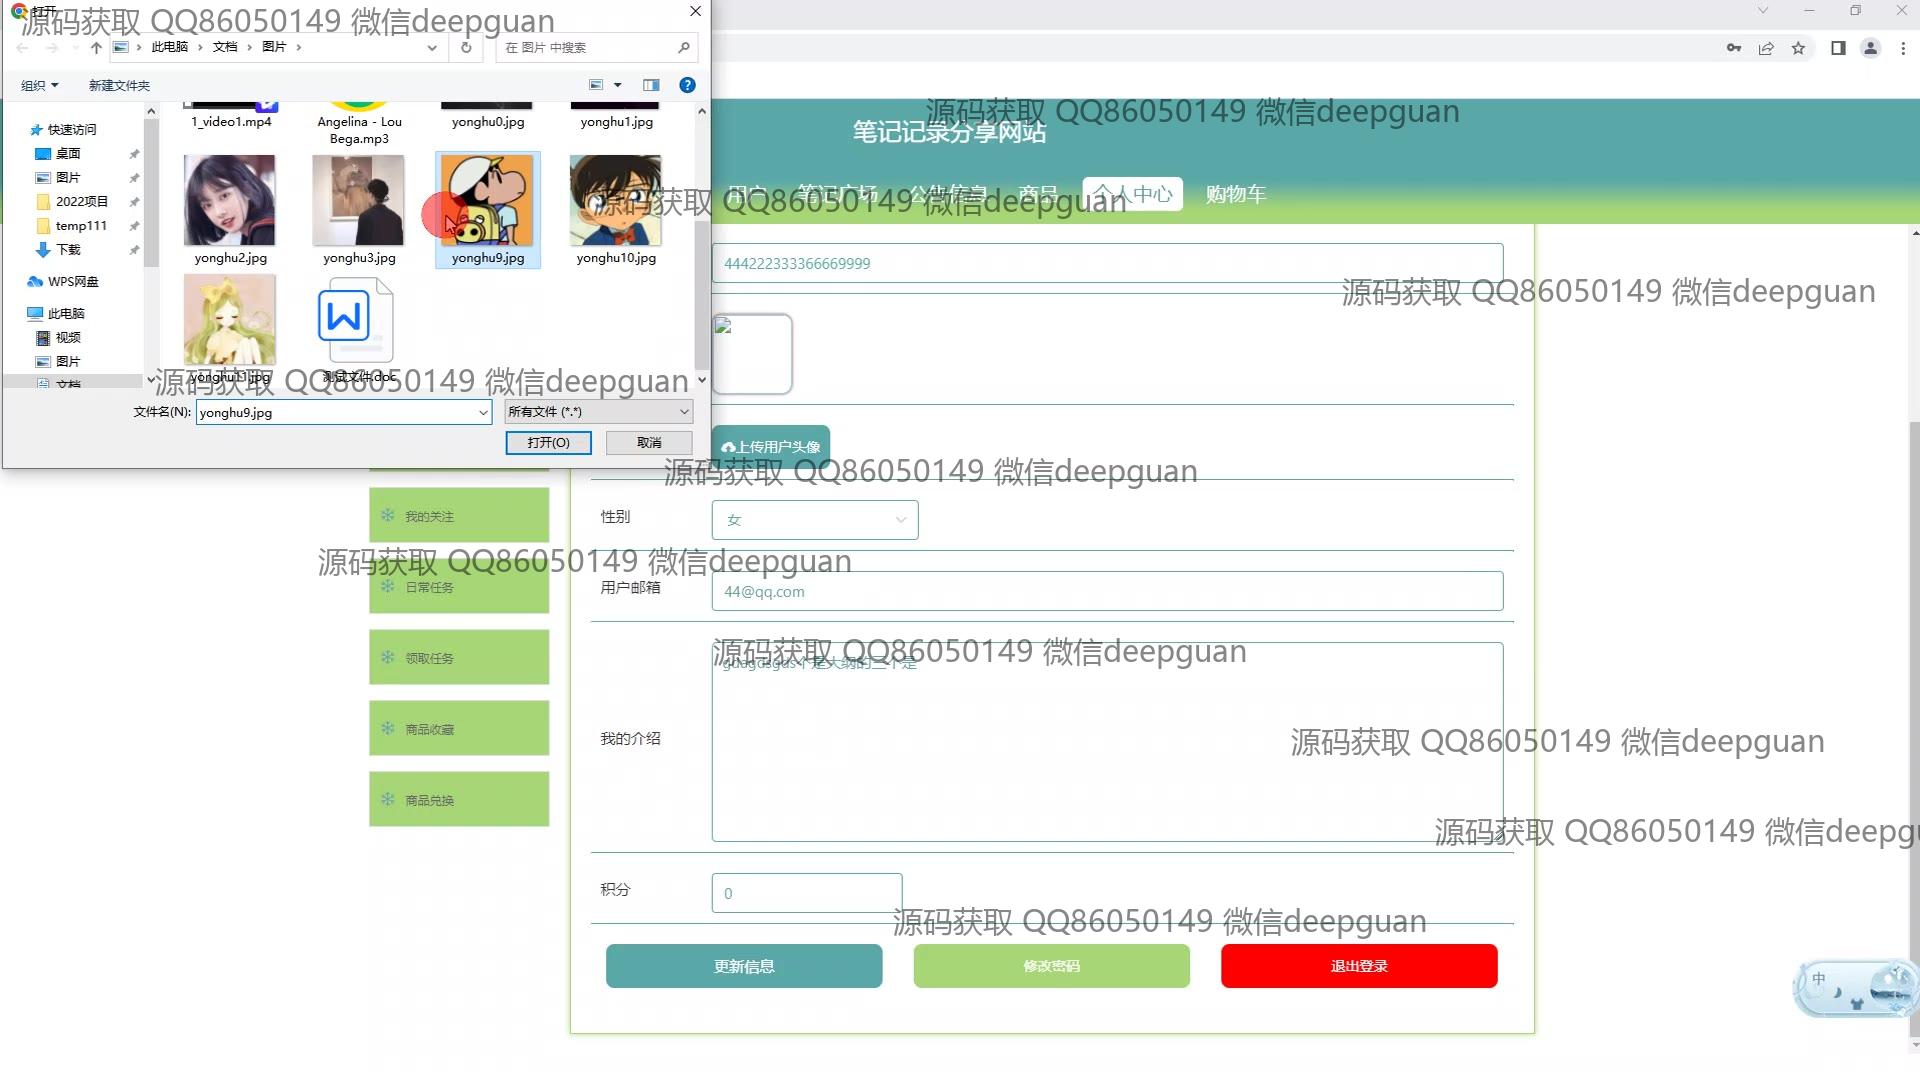 打开
源码获取 QQ86050149 微信deepguan
此电脑 › 文档 › 图片 ›
在 图片 中搜索
组织
新建文件夹
快速访问
桌面
图片
2022项目
temp111
下载
WPS网盘
此电脑
视频
图片
文档
1_video1.mp4
Angelina - Lou Bega.mp3
yonghu0.jpg
yonghu1.jpg
yonghu2.jpg
yonghu3.jpg
yonghu9.jpg
yonghu10.jpg
yonghu11.jpg
测试文件.doc
源码获取 QQ86050149 微信deepguan
文件名(N):
yonghu9.jpg
所有文件 (*.*)
打开(O)
取消
源码获取 QQ86050149 微信deepguan
笔记记录分享网站
用户
笔记广场
公告信息
商品
个人中心
购物车
源码获取 QQ86050149 微信deepguan
444222333366669999
源码获取 QQ86050149 微信deepguan
上传用户头像
源码获取 QQ86050149 微信deepguan
我的关注
日常任务
领取任务
商品收藏
商品兑换
性别
女
源码获取 QQ86050149 微信deepguan
用户邮箱
44@qq.com
源码获取 QQ86050149 微信deepguan
我的介绍
源码获取 QQ86050149 微信deepguan
源码获取 QQ86050149 微信deepgu
积分
0
源码获取 QQ86050149 微信deepguan
更新信息
修改密码
退出登录
中